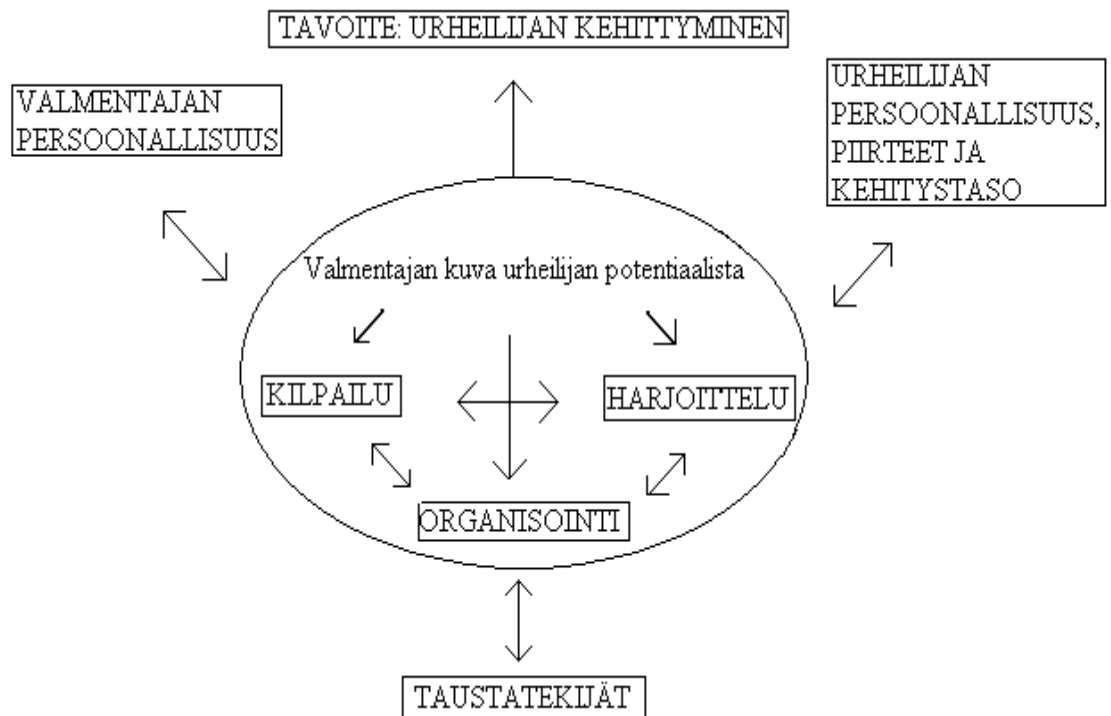 TAVOITE: URHEILIJAN KEHITTYMINEN
VALMENTAJAN
PERSOONALLISUUS
URHEILIJAN
PERSOONALLISUUS,
PIIRTEET JA
KEHITYSTASO
Valmentajan kuva urheilijan potentiaalista
KILPAILU
HARJOITTELU
ORGANISOINTI
TAUSTATEKIJÄT